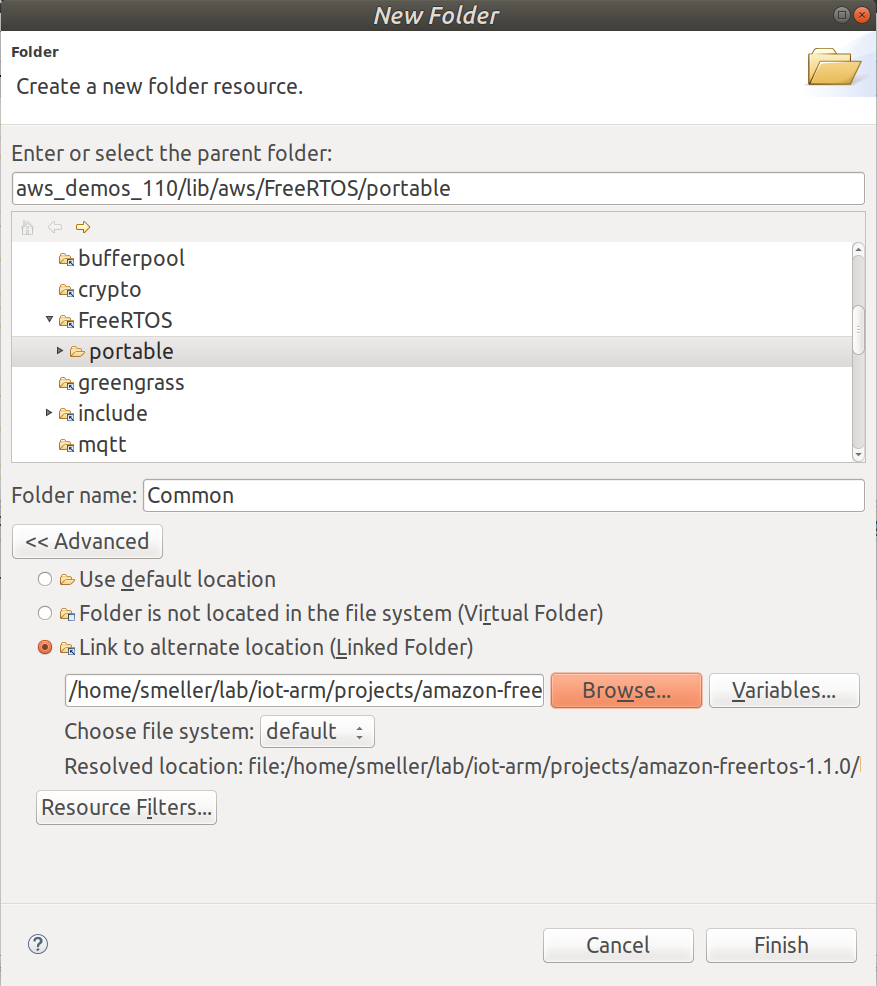 New Folder
Folder
Create a new folder resource.
Enter or select the parent folder:
aws_demos_110/lib/aws/FreeRTOS/portable
bufferpool
crypto
FreeRTOS
portable
greengrass
include
mqtt
Folder name: Common
<< Advanced
Use default location
Folder is not located in the file system (Virtual Folder)
Link to alternate location (Linked Folder)
/home/smeller/lab/iot-arm/projects/amazon-free Browse... Variables...
Choose file system: default
Resolved location: file:/home/smeller/lab/iot-arm/projects/amazon-freertos-1.1.0/
Resource Filters...
? Cancel Finish